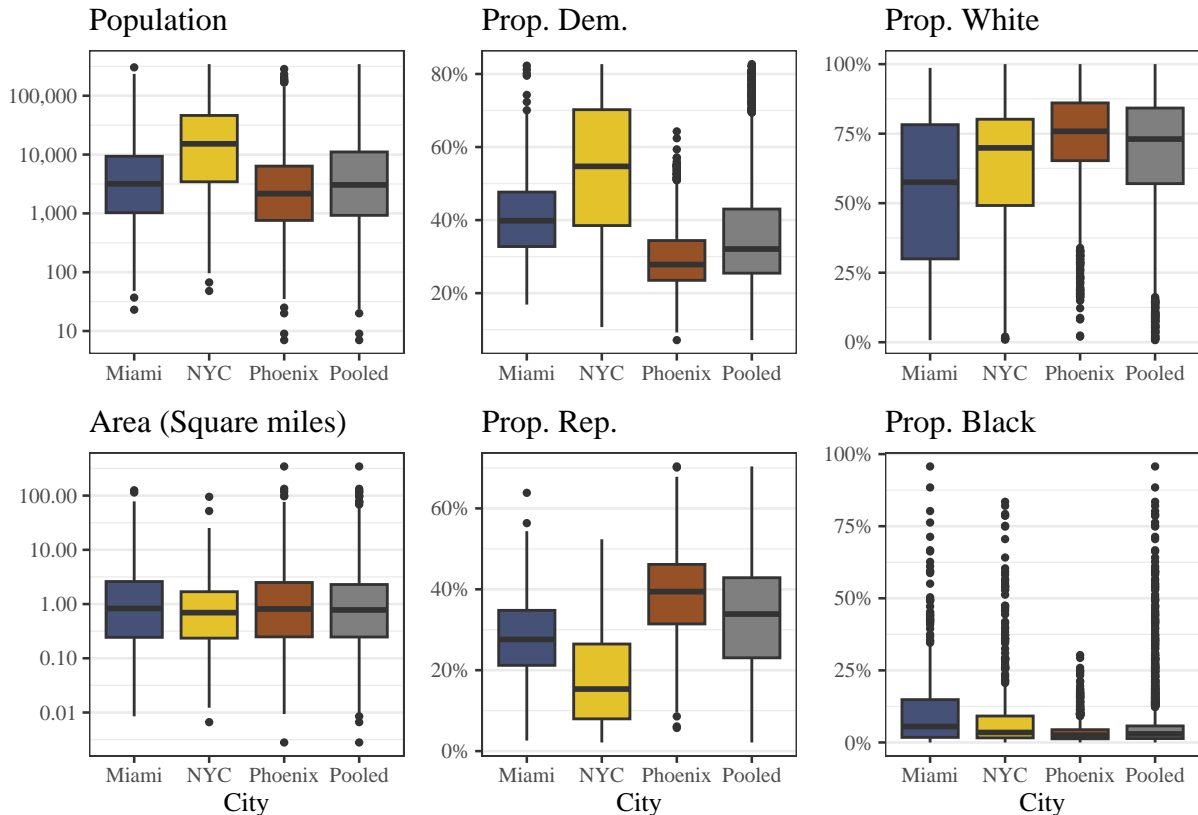 Population
100,000
10,000
1,000
100
10
Miami NYC Phoenix Pooled
Prop. Dem.
80%
60%
40%
20%
Miami NYC Phoenix Pooled
Prop. White
100%
75%
50%
25%
0%
Miami NYC Phoenix Pooled
Area (Square miles)
100.00
10.00
1.00
0.10
0.01
Miami NYC Phoenix Pooled
City
Prop. Rep.
60%
40%
20%
0%
Miami NYC Phoenix Pooled
City
Prop. Black
100%
75%
50%
25%
0%
Miami NYC Phoenix Pooled
City